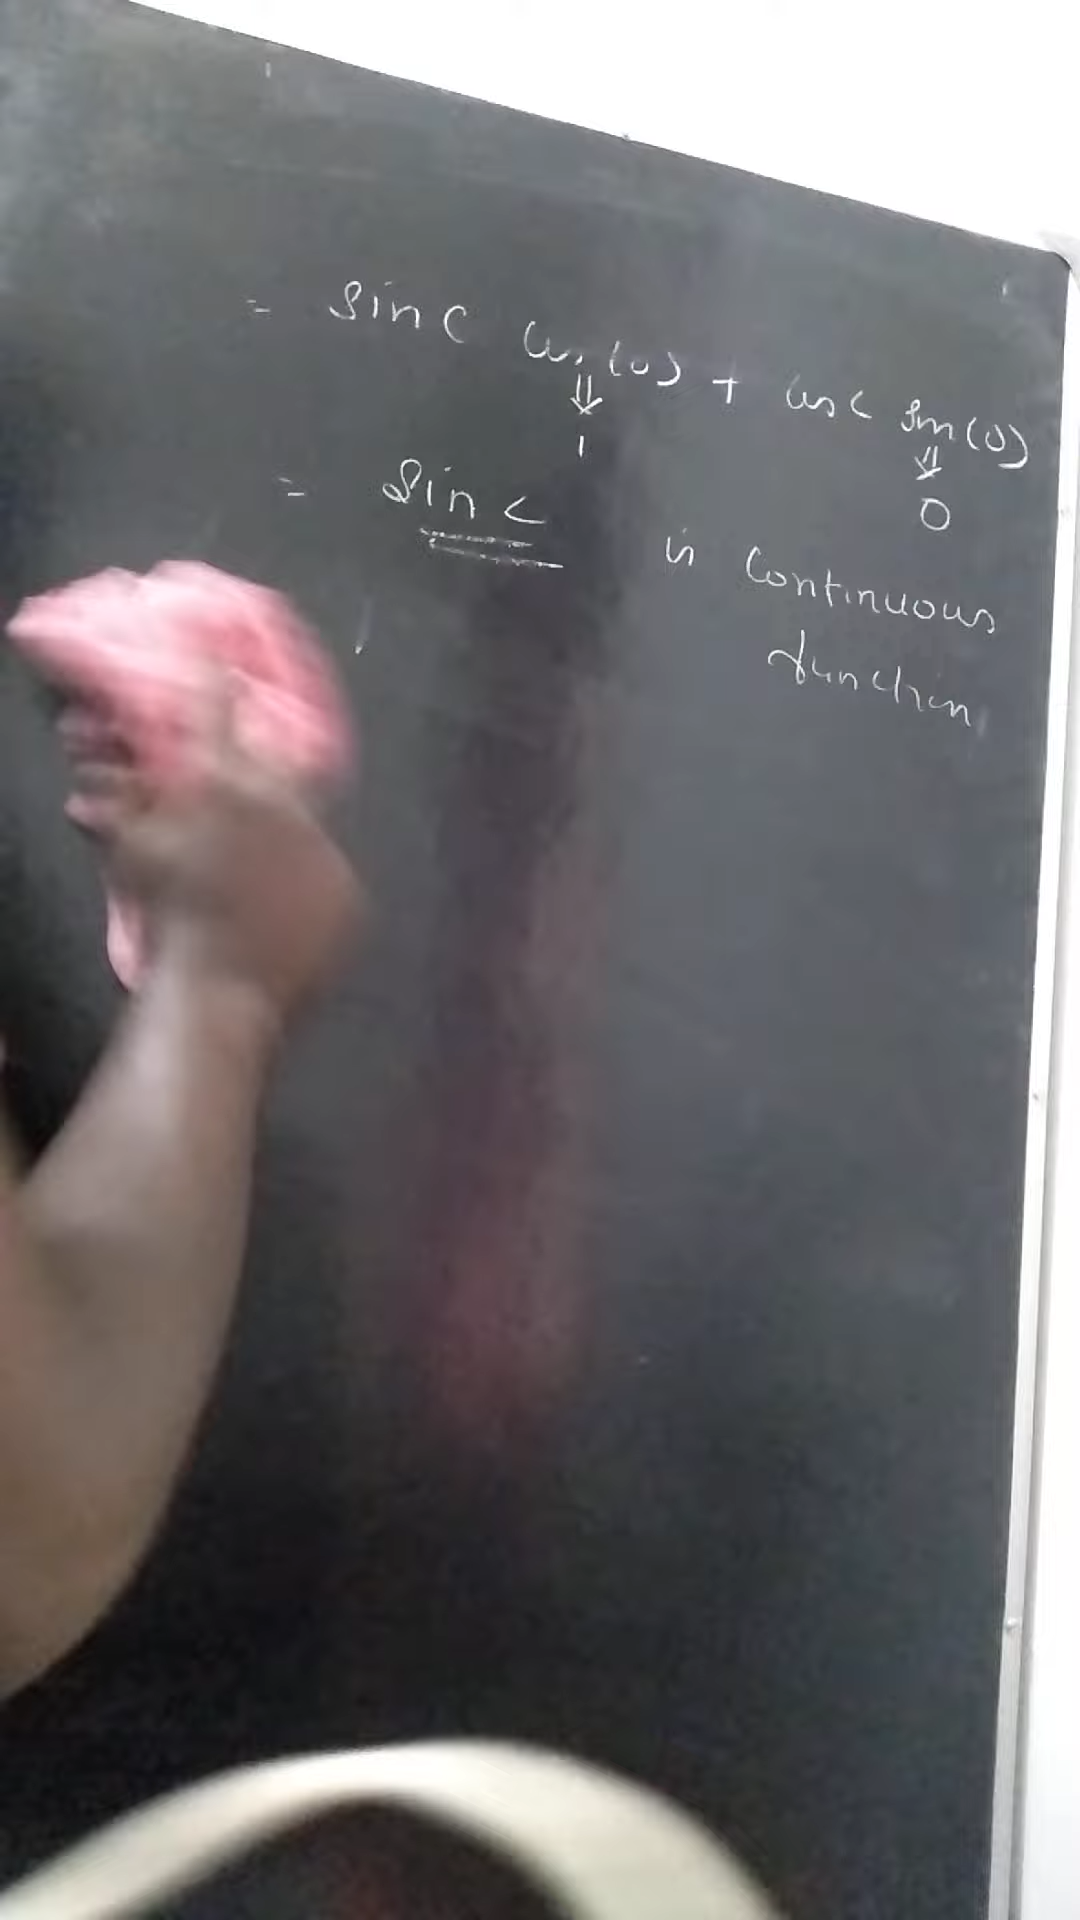 = Sin C Cos(0) + Cos C Sin(0)
⇓ ⇓
1 0
= Sin C is Continuous
function